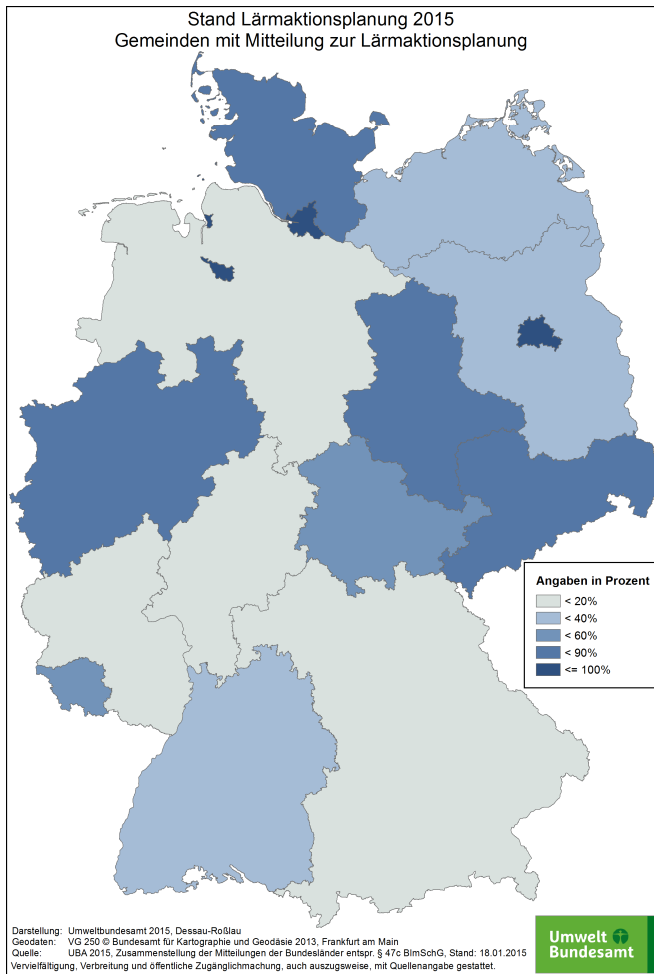 Stand Lärmaktionsplanung 2015
Gemeinden mit Mitteilung zur Lärmaktionsplanung
Angaben in Prozent
< 20%
< 40%
< 60%
< 90%
<= 100%
Darstellung: Umweltbundesamt 2015, Dessau-Roßlau
Geodaten: VG 250 © Bundesamt für Kartographie und Geodäsie 2013, Frankfurt am Main
Quelle: UBA 2015, Zusammenstellung der Mitteilungen der Bundesländer entspr. § 47c BImSchG, Stand: 18.01.2015
Vervielfältigung, Verbreitung und öffentliche Zugänglichmachung, auch auszugsweise, mit Quellenangabe gestattet.
Umwelt
Bundesamt